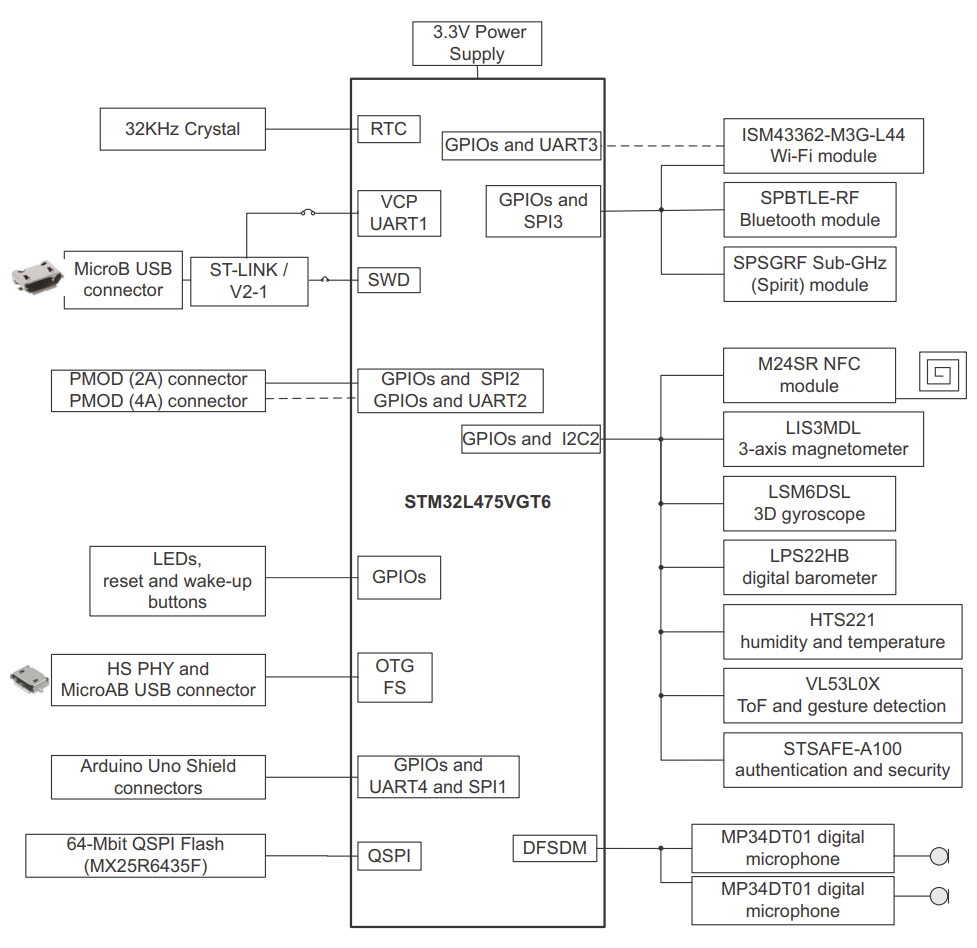 3.3V Power
Supply
32KHz Crystal
RTC
GPIOs and UART3
ISM43362-M3G-L44
Wi-Fi module
VCP
UART1
GPIOs and
SPI3
SPBTLE-RF
Bluetooth module
MicroB USB
connector
ST-LINK /
V2-1
SWD
SPSGRF Sub-GHz
(Spirit) module
PMOD (2A) connector
PMOD (4A) connector
GPIOs and SPI2
GPIOs and UART2
M24SR NFC
module
GPIOs and I2C2
LIS3MDL
3-axis magnetometer
STM32L475VGT6
LSM6DSL
3D gyroscope
LEDs,
reset and wake-up
buttons
GPIOs
LPS22HB
digital barometer
HTS221
humidity and temperature
HS PHY and
MicroAB USB connector
OTG
FS
VL53L0X
ToF and gesture detection
Arduino Uno Shield
connectors
GPIOs and
UART4 and SPI1
STSAFE-A100
authentication and security
64-Mbit QSPI Flash
(MX25R6435F)
QSPI
DFSDM
MP34DT01 digital
microphone
MP34DT01 digital
microphone